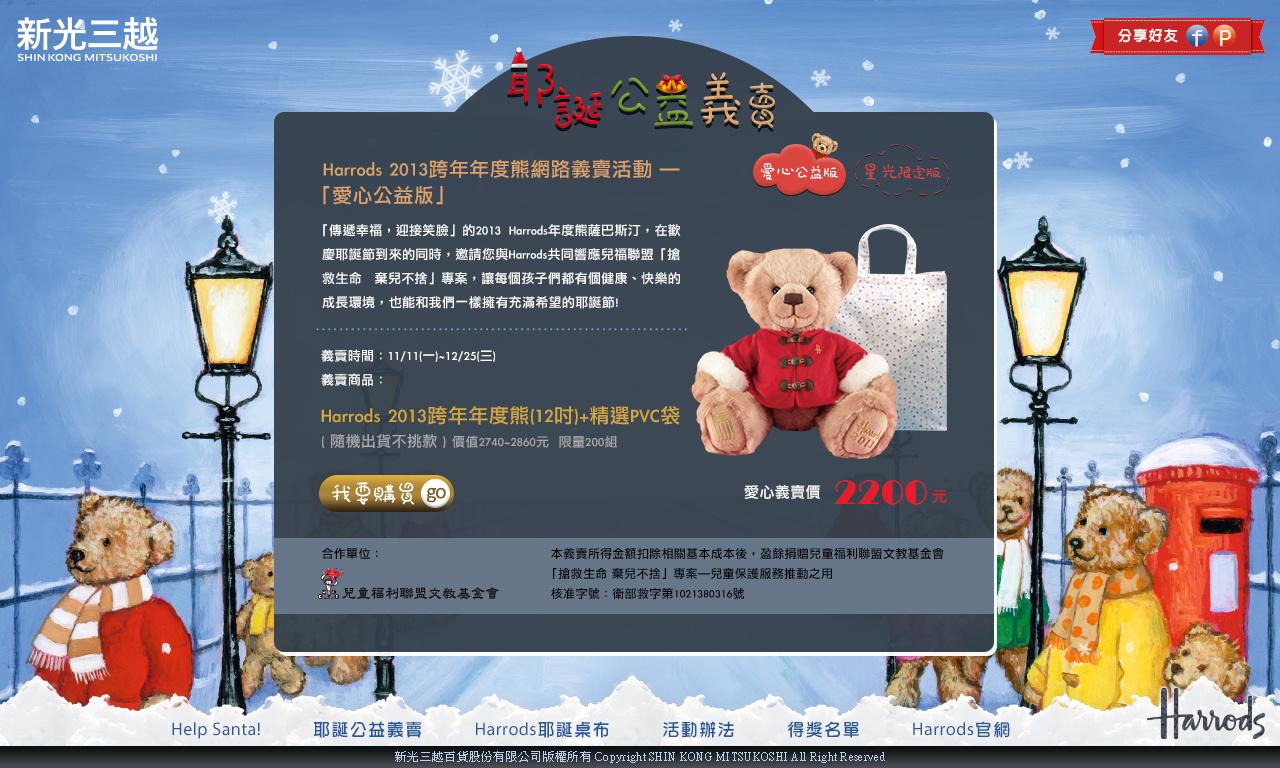 新光三越
SHIN KONG MITSUKOSHI
分享好友 f P
耶誕公益義賣
愛心公益版
星光限定版
Harrods 2013跨年年度熊網路義賣活動 —
「愛心公益版」
「傳遞幸福，迎接笑臉」的2013 Harrods年度熊薩巴斯汀，在歡
慶耶誕節到來的同時，邀請您與Harrods共同響應兒福聯盟「搶
救生命 棄兒不捨」專案，讓每個孩子們都有個健康、快樂的
成長環境，也能和我們一樣擁有充滿希望的耶誕節!
義賣時間：11/11(一)~12/25(三)
義賣商品：
Harrods 2013跨年年度熊(12吋)+精選PVC袋
( 隨機出貨不挑款 ) 價值2740~2860元 限量200組
我要購買 go
愛心義賣價 2200 元
合作單位：
兒童福利聯盟文教基金會
本義賣所得金額扣除相關基本成本後，盈餘捐贈兒童福利聯盟文教基金會
「搶救生命 棄兒不捨」專案—兒童保護服務推動之用
核准字號：衛部救字第1021380316號
Help Santa!
耶誕公益義賣
Harrods耶誕桌布
活動辦法
得獎名單
Harrods官網
Harrods
新光三越百貨股份有限公司版權所有 Copyright SHIN KONG MITSUKOSHI All Right Reserved